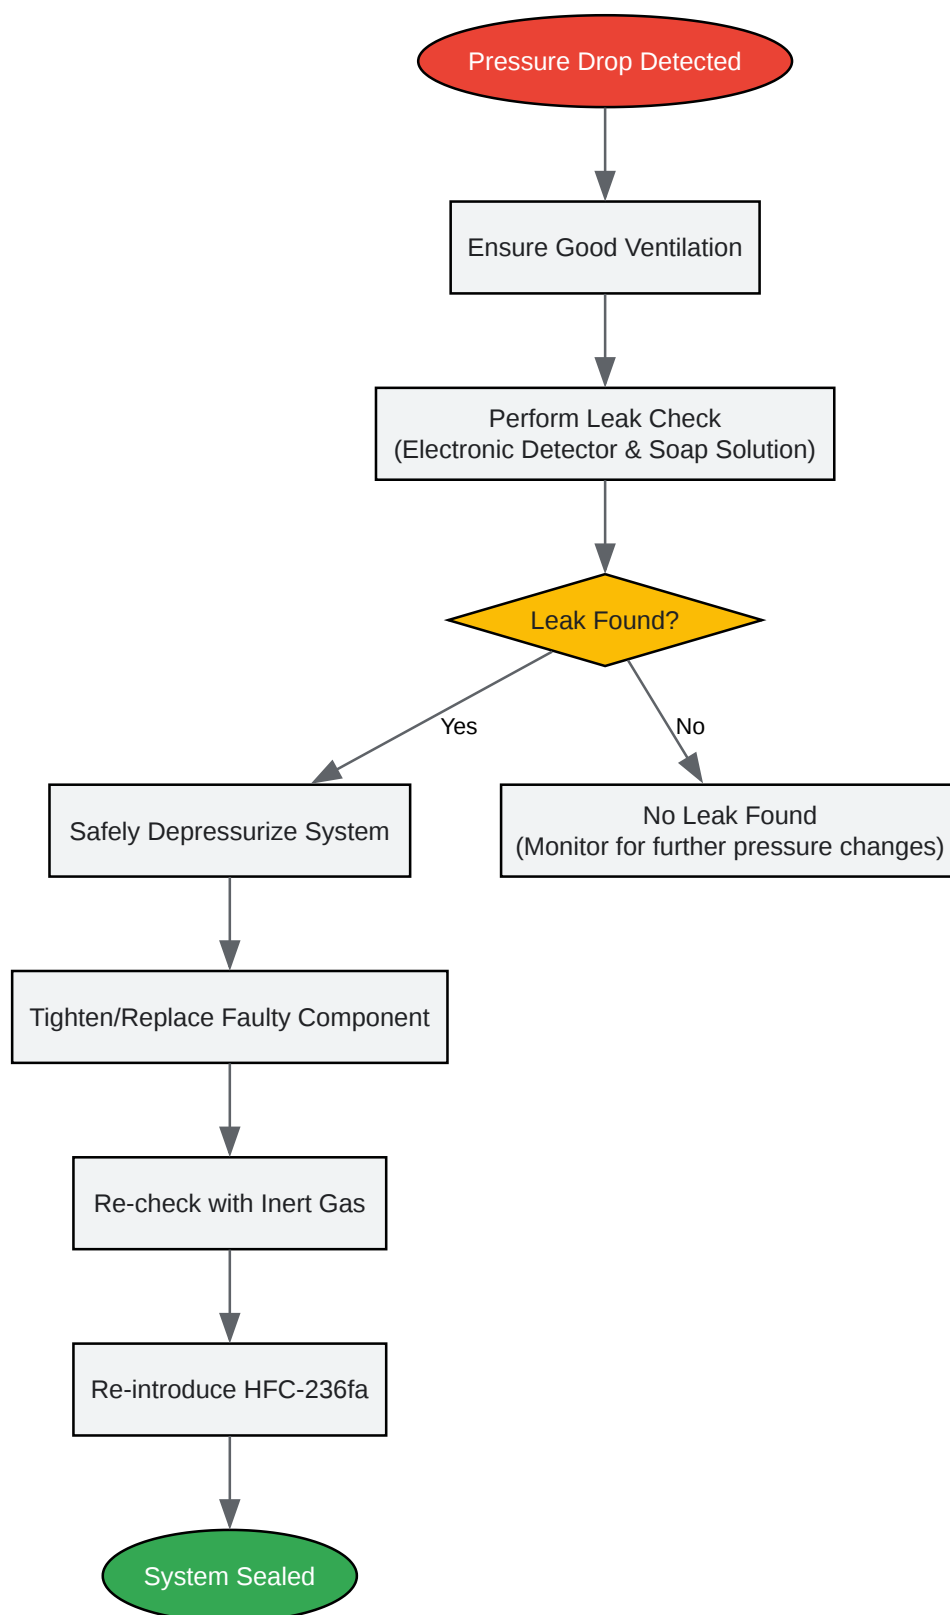 Pressure Drop Detected
Ensure Good Ventilation
Perform Leak Check
(Electronic Detector & Soap Solution)
Leak Found?
Yes
No
Safely Depressurize System
No Leak Found
(Monitor for further pressure changes)
Tighten/Replace Faulty Component
Re-check with Inert Gas
Re-introduce HFC-236fa
System Sealed